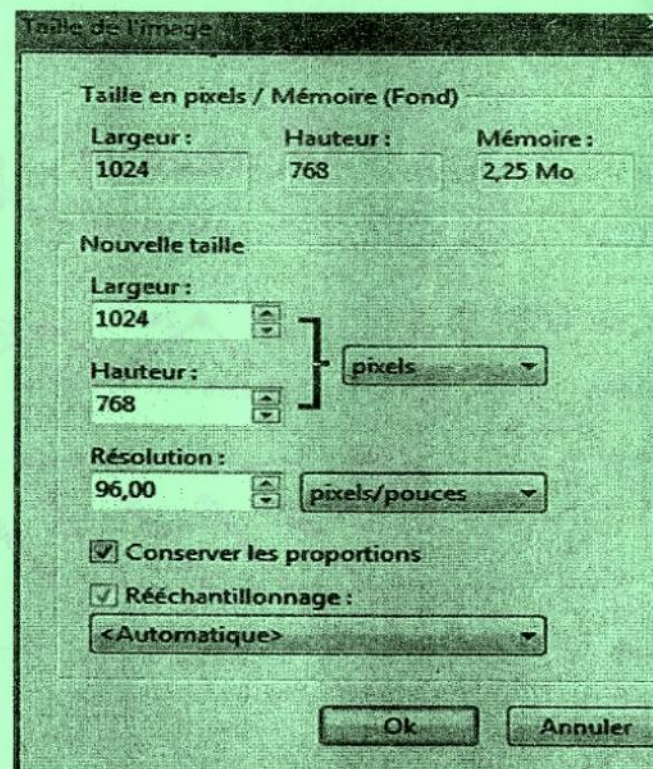 Taille de l'image
Taille en pixels / Mémoire (Fond)
Largeur : Hauteur : Mémoire :
1024 768 2,25 Mo
Nouvelle taille
Largeur :
1024
pixels
Hauteur :
768
Résolution :
96,00 pixels/pouces
Conserver les proportions
Rééchantillonnage :
<Automatique>
Ok Annuler